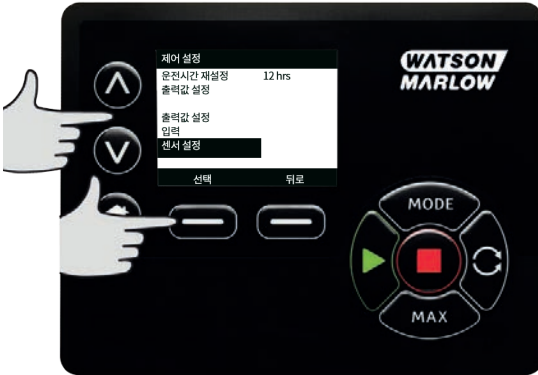 제어 설정
운전시간 재설정 12 hrs
출력값 설정
출력값 설정
입력
센서 설정
선택 뒤로
WATSON
MARLOW
MODE
MAX